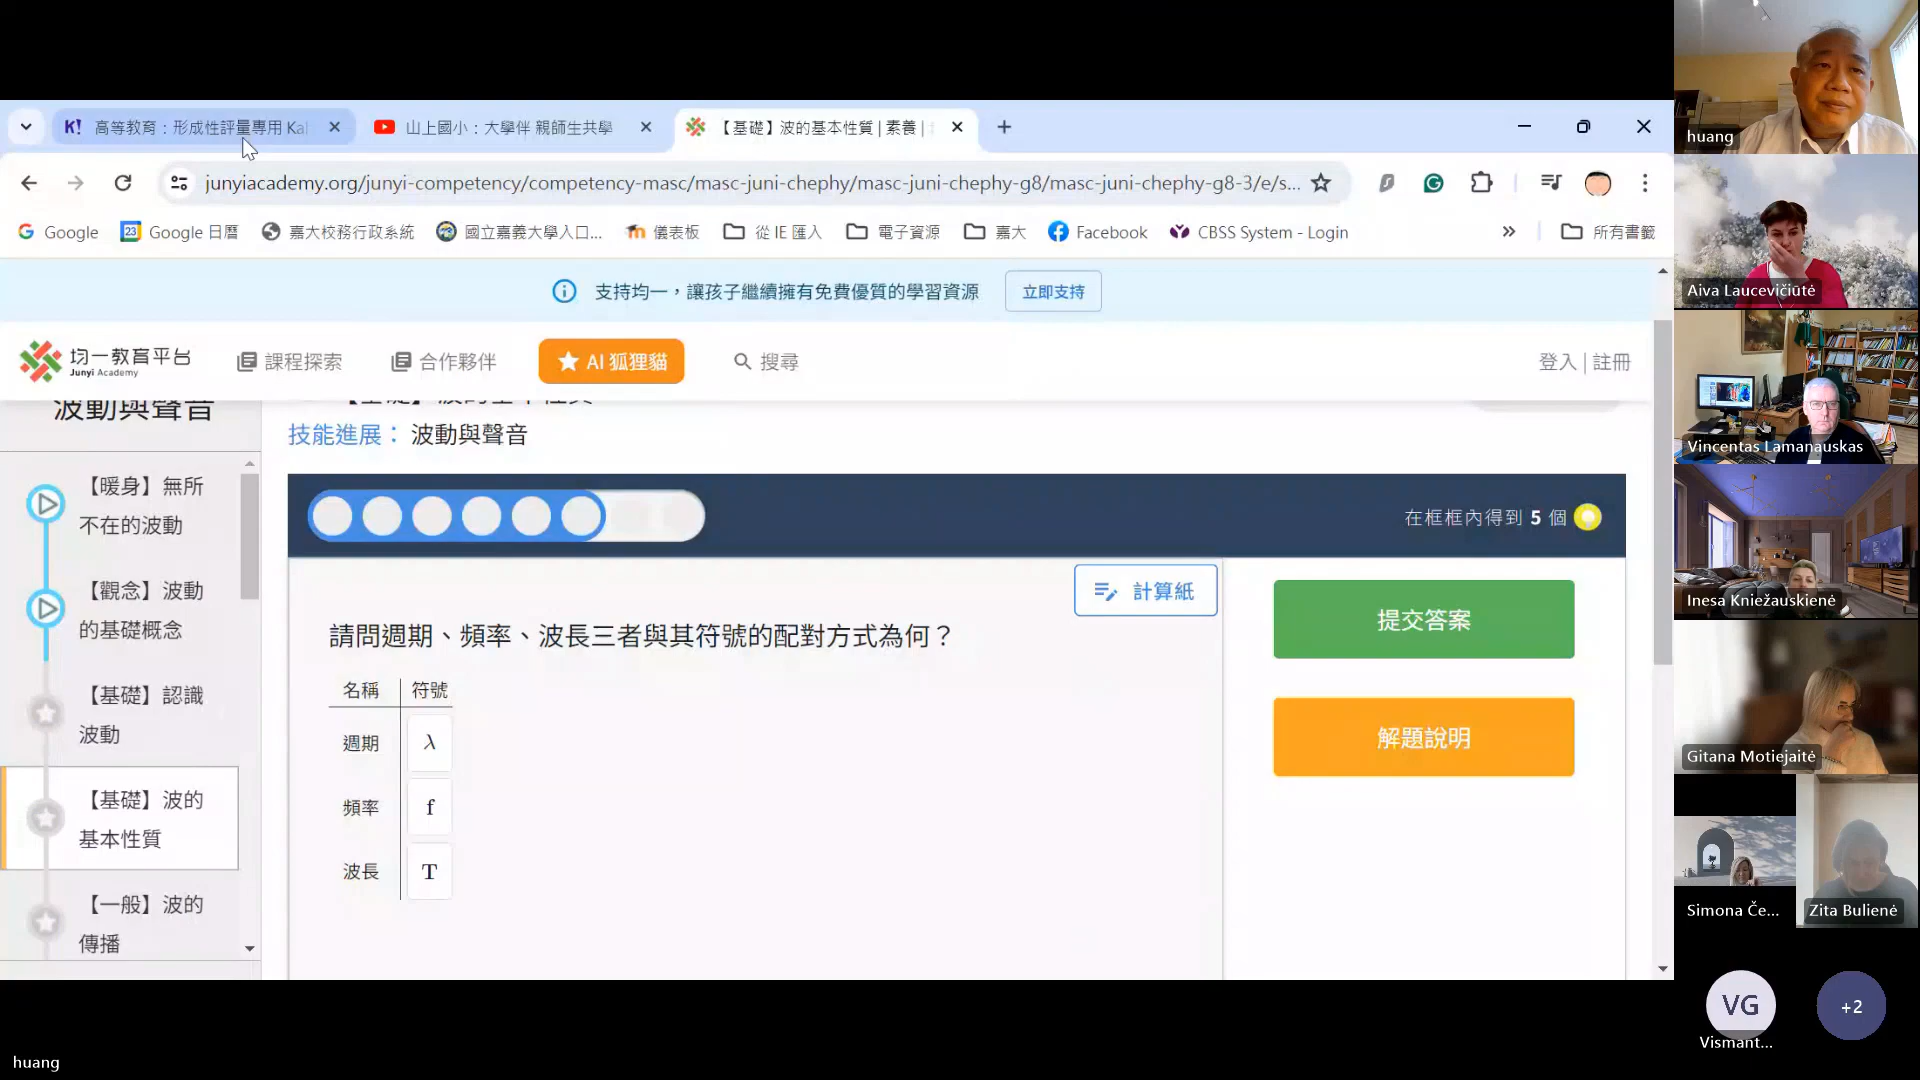 高等教育：形成性評量專用 Ka
山上國小：大學伴 親師生共學
【基礎】波的基本性質 | 素養 |
junyiacademy.org/junyi-competency/competency-masc/masc-juni-chephy/masc-juni-chephy-g8/masc-juni-chephy-g8-3/e/s...
Google
23
Google 日曆
嘉大校務行政系統
國立嘉義大學入口...
儀表板
從 IE 匯入
電子資源
嘉大
Facebook
CBSS System - Login
所有書籤
支持均一，讓孩子繼續擁有免費優質的學習資源
立即支持
均一教育平台
Junyi Academy
課程探索
合作夥伴
AI 狐狸貓
搜尋
登入 | 註冊
波動與聲音
【暖身】無所
不在的波動
【觀念】波動
的基礎概念
【基礎】認識
波動
【基礎】波的
基本性質
【一般】波的
傳播
【基礎】波的基本性質
技能進展： 波動與聲音
在框框內得到 5 個
計算紙
請問週期、頻率、波長三者與其符號的配對方式為何？
名稱 符號
週期 λ
頻率 f
波長 T
提交答案
解題說明
huang
Aiva Laucevičiūtė
Vincentas Lamanauskas
Inesa Kniežauskienė
Gitana Motiejaitė
Simona Če...
Zita Bulienė
VG
Vismant...
+2
huang